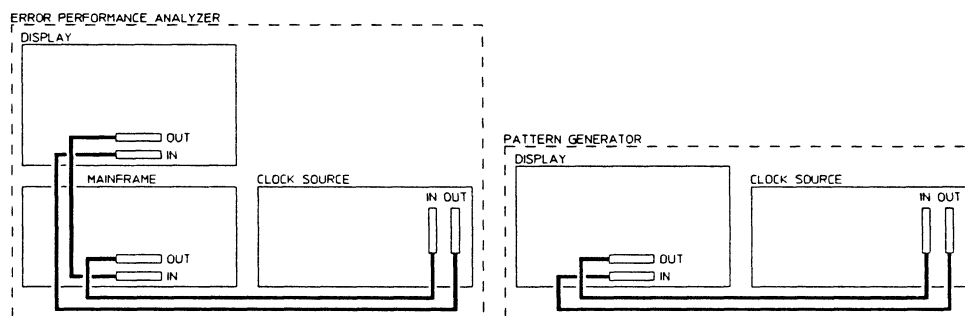 ERROR PERFORMANCE ANALYZER
DISPLAY
OUT
IN
MAINFRAME
OUT
IN
CLOCK SOURCE
IN OUT
PATTERN GENERATOR
DISPLAY
OUT
IN
CLOCK SOURCE
IN OUT